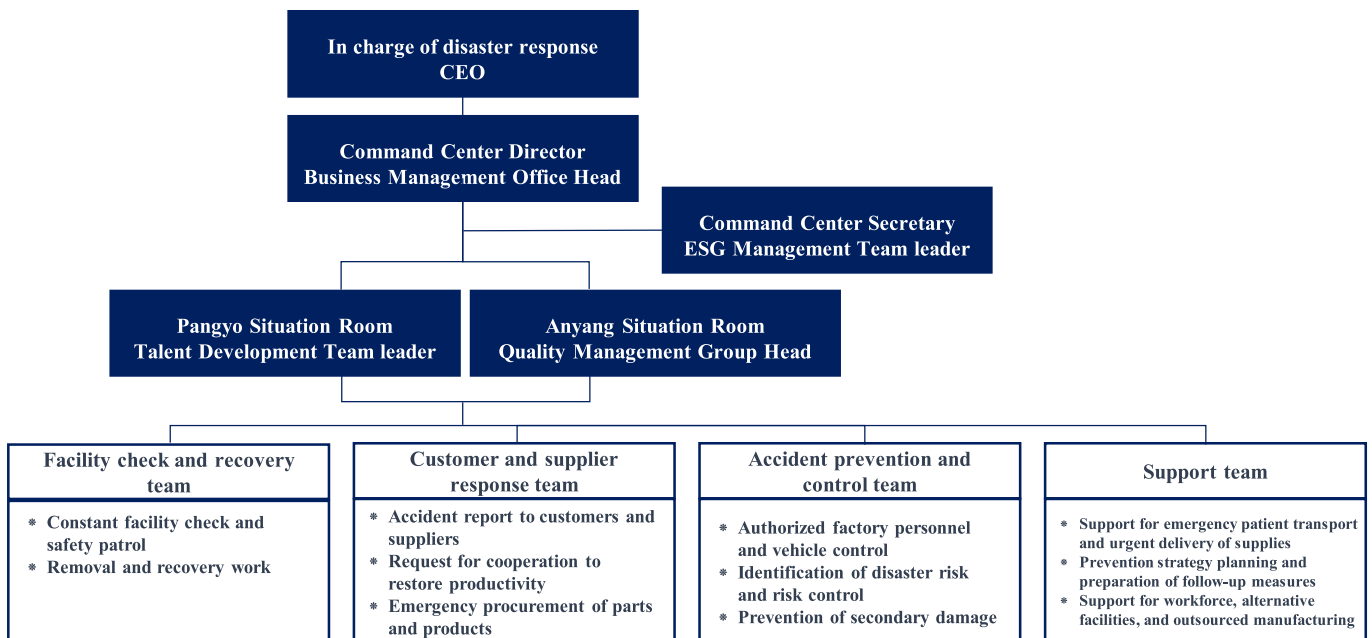 In charge of disaster response
CEO
Command Center Director
Business Management Office Head
Command Center Secretary
ESG Management Team leader
Pangyo Situation Room
Talent Development Team leader
Anyang Situation Room
Quality Management Group Head
Facility check and recovery
team
* Constant facility check and
safety patrol
* Removal and recovery work
Customer and supplier
response team
* Accident report to customers and
suppliers
* Request for cooperation to
restore productivity
* Emergency procurement of parts
and products
Accident prevention and
control team
* Authorized factory personnel
and vehicle control
* Identification of disaster risk
and risk control
* Prevention of secondary damage
Support team
* Support for emergency patient transport
and urgent delivery of supplies
* Prevention strategy planning and
preparation of follow-up measures
* Support for workforce, alternative
facilities, and outsourced manufacturing